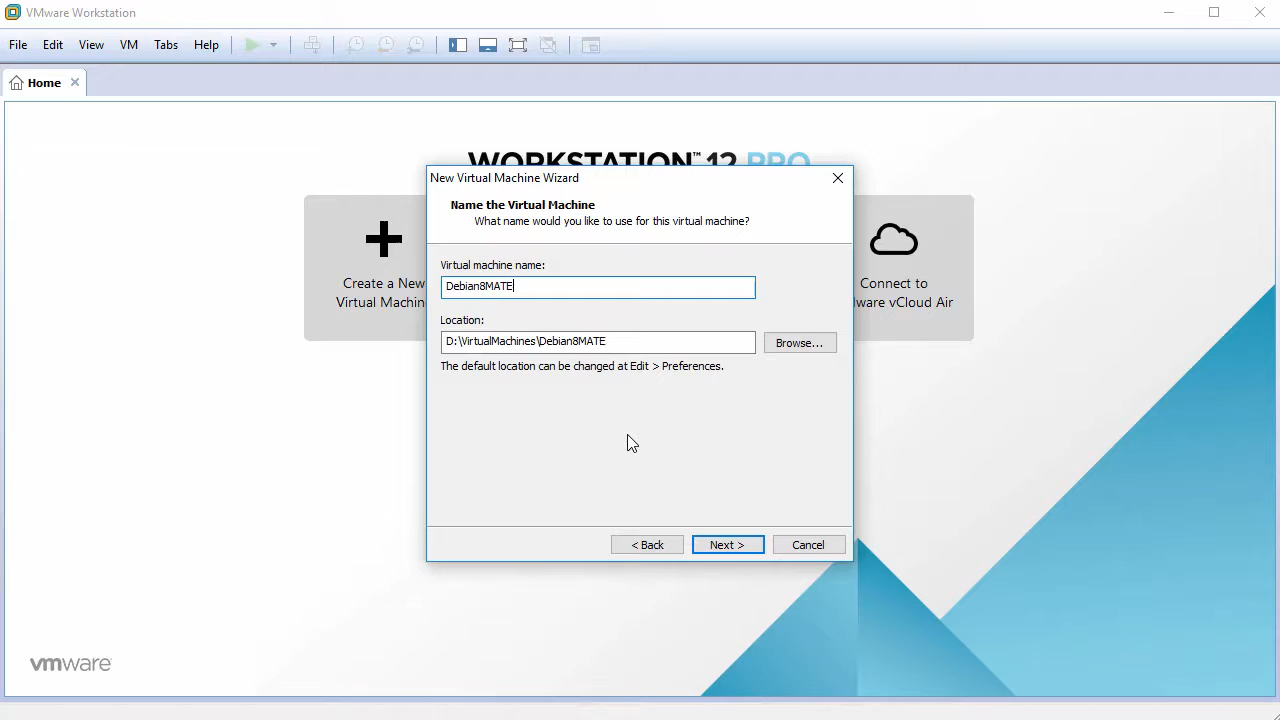 VMware Workstation
File Edit View VM Tabs Help
Home
WORKSTATION™ 12 PRO
New Virtual Machine Wizard
Name the Virtual Machine
What name would you like to use for this virtual machine?
Virtual machine name:
Debian8MATE
Location:
D:\VirtualMachines\Debian8MATE
Browse...
The default location can be changed at Edit > Preferences.
< Back
Next >
Cancel
Create a New
Virtual Machin
Connect to
ware vCloud Air
vmware